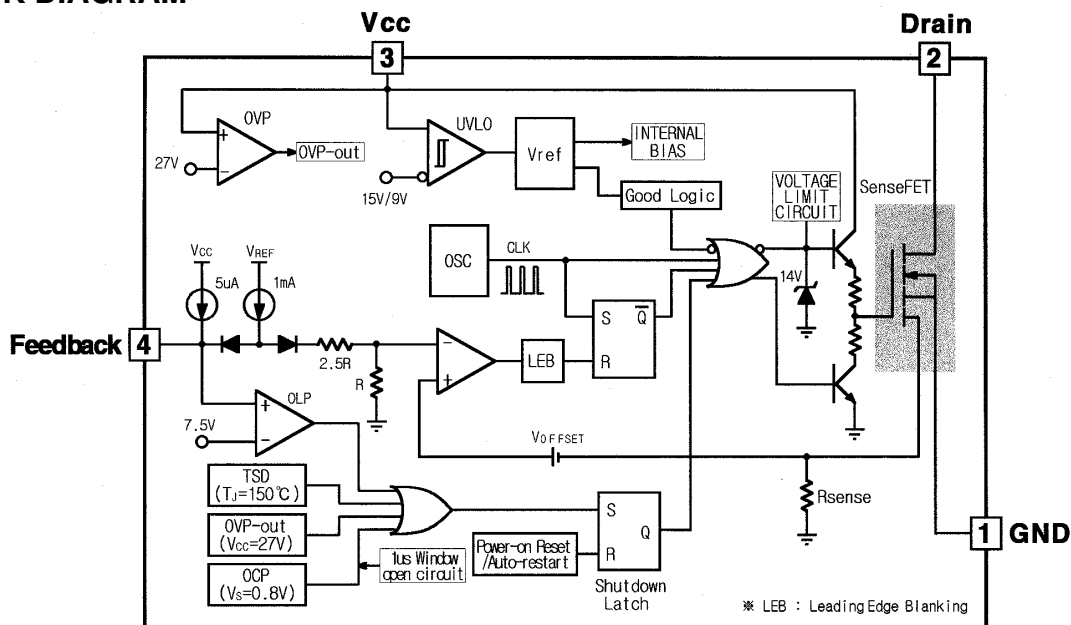 K DIAGRAM
Vcc
Drain
3
2
OVP
+
-
27V
OVP-out
UVLO
15V/9V
Vref
INTERNAL
BIAS
Good Logic
VOLTAGE
LIMIT
CIRCUIT
SenseFET
OSC
CLK
14V
VCC
VREF
5uA
1mA
Feedback
4
2.5R
R
-
+
LEB
S
Q
R
OLP
+
-
7.5V
VOFFSET
Rsense
TSD
(TJ=150℃)
OVP-out
(VCC=27V)
OCP
(VS=0.8V)
1us Window
open circuit
Power-on Reset
/Auto-restart
S
Q
R
Shutdown
Latch
1
GND
※ LEB : Leading Edge Blanking